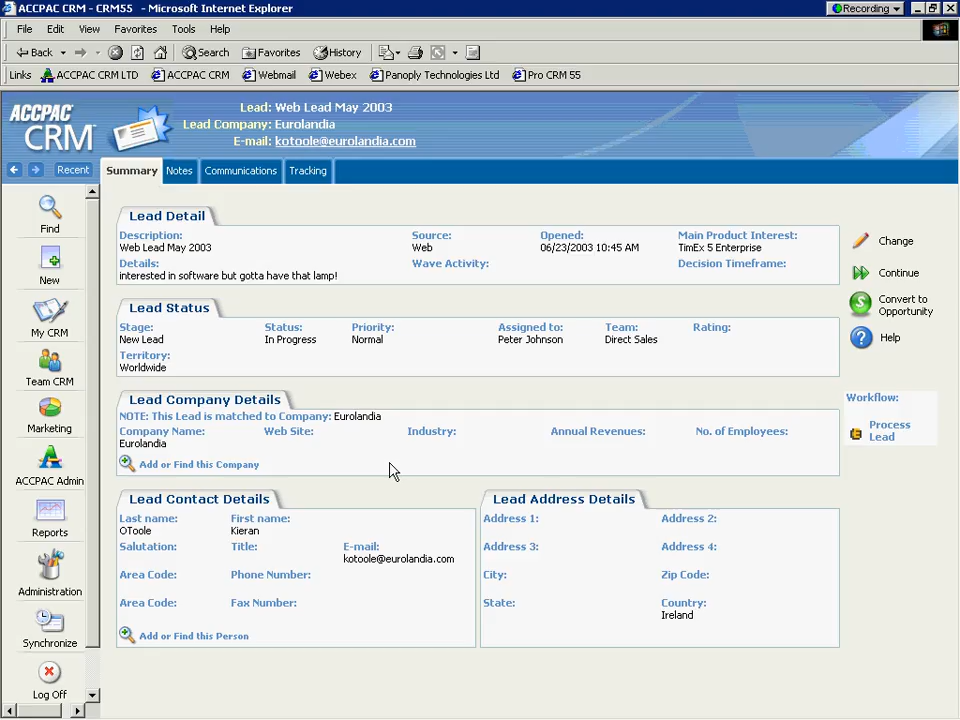 ACCPAC CRM - CRM55 - Microsoft Internet Explorer
Recording
File Edit View Favorites Tools Help
Back Search Favorites History
Links ACCPAC CRM LTD ACCPAC CRM Webmail Webex Panoply Technologies Ltd Pro CRM 55
ACCPAC
CRM
Lead: Web Lead May 2003
Lead Company: Eurolandia
E-mail: kotoole@eurolandia.com
Recent
Summary Notes Communications Tracking
Find
New
My CRM
Team CRM
Marketing
ACCPAC Admin
Reports
Administration
Synchronize
Log Off
Lead Detail
Description: Source: Opened: Main Product Interest:
Web Lead May 2003 Web 06/23/2003 10:45 AM TimEx 5 Enterprise
Details: Wave Activity: Decision Timeframe:
interested in software but gotta have that lamp!
Lead Status
Stage: Status: Priority: Assigned to: Team: Rating:
New Lead In Progress Normal Peter Johnson Direct Sales
Territory:
Worldwide
Lead Company Details
NOTE: This Lead is matched to Company: Eurolandia
Company Name: Web Site: Industry: Annual Revenues: No. of Employees:
Eurolandia
Add or Find this Company
Lead Contact Details
Last name: First name:
OToole Kieran
Salutation: Title: E-mail:
kotoole@eurolandia.com
Area Code: Phone Number:
Area Code: Fax Number:
Add or Find this Person
Lead Address Details
Address 1: Address 2:
Address 3: Address 4:
City: Zip Code:
State: Country:
Ireland
Change
Continue
Convert to
Opportunity
Help
Workflow:
Process
Lead